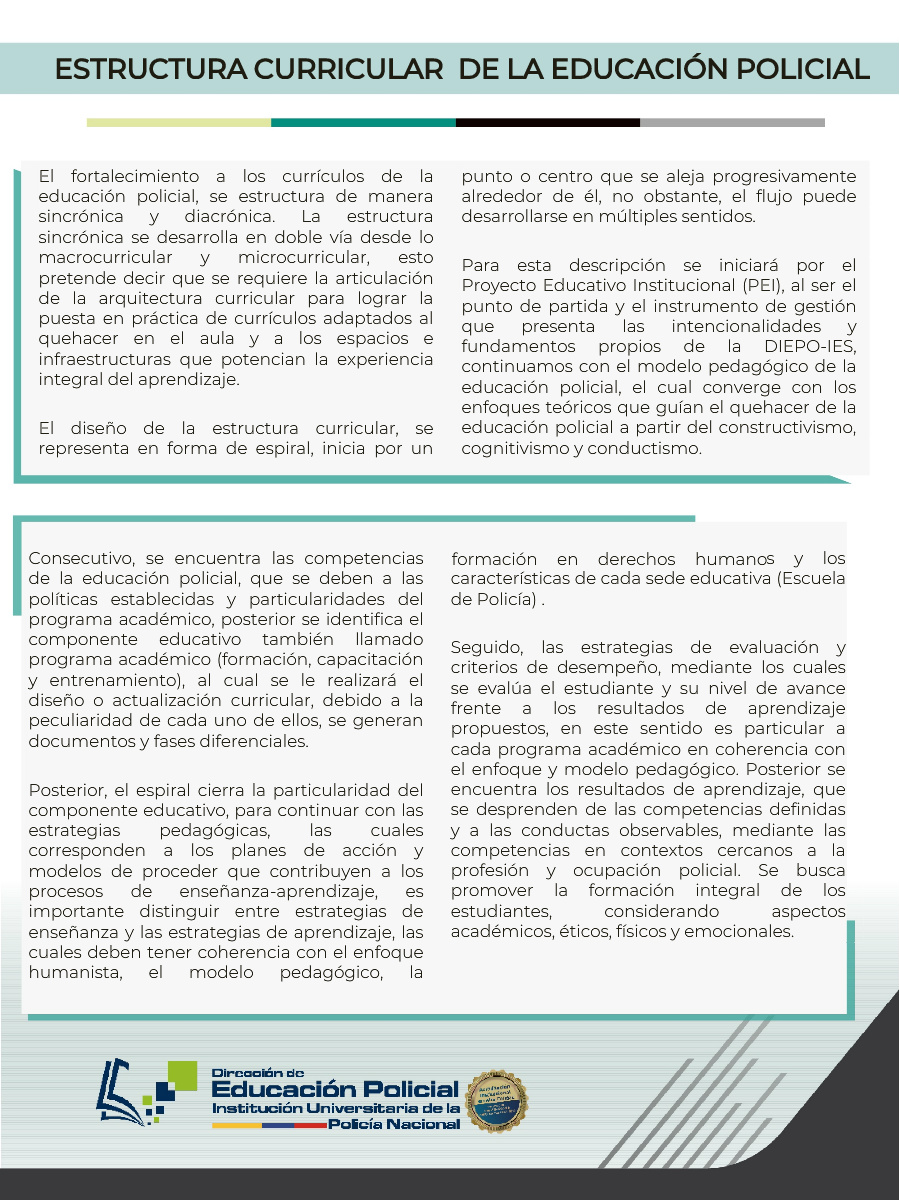 ESTRUCTURA CURRICULAR DE LA EDUCACIÓN POLICIAL
El fortalecimiento a los currículos de la
educación policial, se estructura de manera
sincrónica y diacrónica. La estructura
sincrónica se desarrolla en doble vía desde lo
macrocurricular y microcurricular, esto
pretende decir que se requiere la articulación
de la arquitectura curricular para lograr la
puesta en práctica de currículos adaptados al
quehacer en el aula y a los espacios e
infraestructuras que potencian la experiencia
integral del aprendizaje.
El diseño de la estructura curricular, se
representa en forma de espiral, inicia por un
punto o centro que se aleja progresivamente
alrededor de él, no obstante, el flujo puede
desarrollarse en múltiples sentidos.
Para esta descripción se iniciará por el
Proyecto Educativo Institucional (PEI), al ser el
punto de partida y el instrumento de gestión
que presenta las intencionalidades y
fundamentos propios de la DIEPO-IES,
continuamos con el modelo pedagógico de la
educación policial, el cual converge con los
enfoques teóricos que guían el quehacer de la
educación policial a partir del constructivismo,
cognitivismo y conductismo.
Consecutivo, se encuentra las competencias
de la educación policial, que se deben a las
políticas establecidas y particularidades del
programa académico, posterior se identifica el
componente educativo también llamado
programa académico (formación, capacitación
y entrenamiento), al cual se le realizará el
diseño o actualización curricular, debido a la
peculiaridad de cada uno de ellos, se generan
documentos y fases diferenciales.
Posterior, el espiral cierra la particularidad del
componente educativo, para continuar con las
estrategias pedagógicas, las cuales
corresponden a los planes de acción y
modelos de proceder que contribuyen a los
procesos de enseñanza-aprendizaje, es
importante distinguir entre estrategias de
enseñanza y las estrategias de aprendizaje, las
cuales deben tener coherencia con el enfoque
humanista, el modelo pedagógico, la
formación en derechos humanos y los
características de cada sede educativa (Escuela
de Policía) .
Seguido, las estrategias de evaluación y
criterios de desempeño, mediante los cuales
se evalúa el estudiante y su nivel de avance
frente a los resultados de aprendizaje
propuestos, en este sentido es particular a
cada programa académico en coherencia con
el enfoque y modelo pedagógico. Posterior se
encuentra los resultados de aprendizaje, que
se desprenden de las competencias definidas
y a las conductas observables, mediante las
competencias en contextos cercanos a la
profesión y ocupación policial. Se busca
promover la formación integral de los
estudiantes, considerando aspectos
académicos, éticos, físicos y emocionales.
Dirección de
Educación Policial
Institución Universitaria de la
Policía Nacional